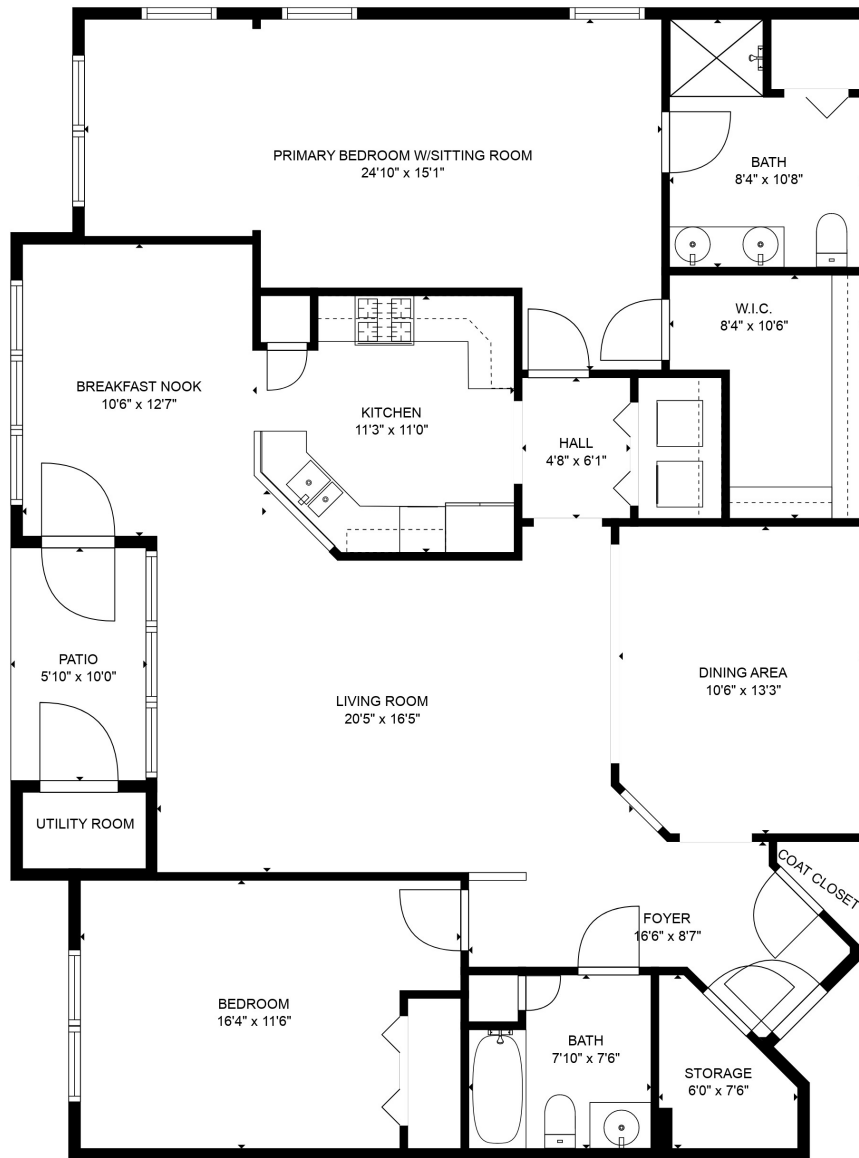 PRIMARY BEDROOM W/SITTING ROOM
24'10" x 15'1"
BATH
8'4" x 10'8"
W.I.C.
8'4" x 10'6"
BREAKFAST NOOK
10'6" x 12'7"
KITCHEN
11'3" x 11'0"
HALL
4'8" x 6'1"
PATIO
5'10" x 10'0"
LIVING ROOM
20'5" x 16'5"
DINING AREA
10'6" x 13'3"
UTILITY ROOM
COAT CLOSET
FOYER
16'6" x 8'7"
BEDROOM
16'4" x 11'6"
BATH
7'10" x 7'6"
STORAGE
6'0" x 7'6"